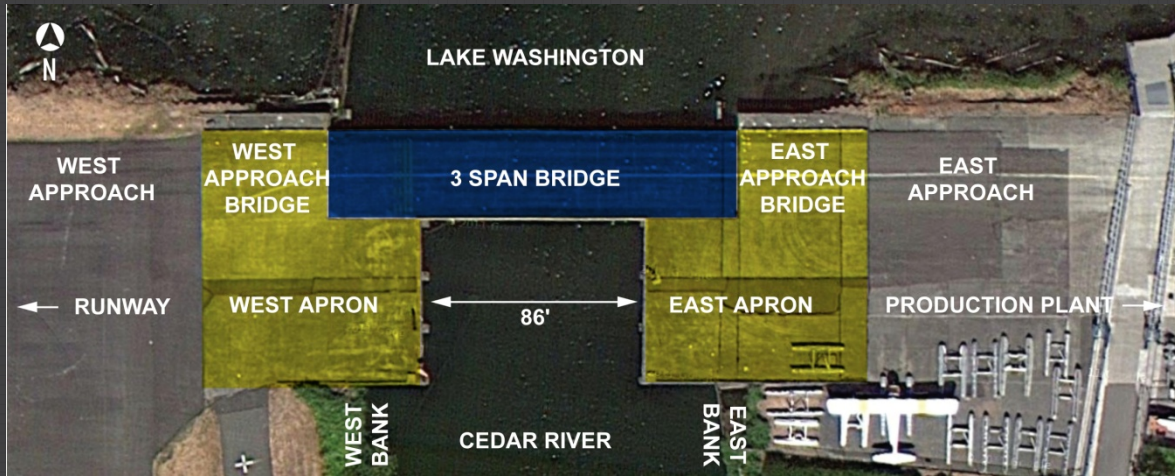 N
LAKE WASHINGTON
WEST
APPROACH
WEST
APPROACH
BRIDGE
3 SPAN BRIDGE
EAST
APPROACH
BRIDGE
EAST
APPROACH
← RUNWAY
WEST APRON
86'
EAST APRON
PRODUCTION PLANT →
WEST
BANK
CEDAR RIVER
EAST
BANK